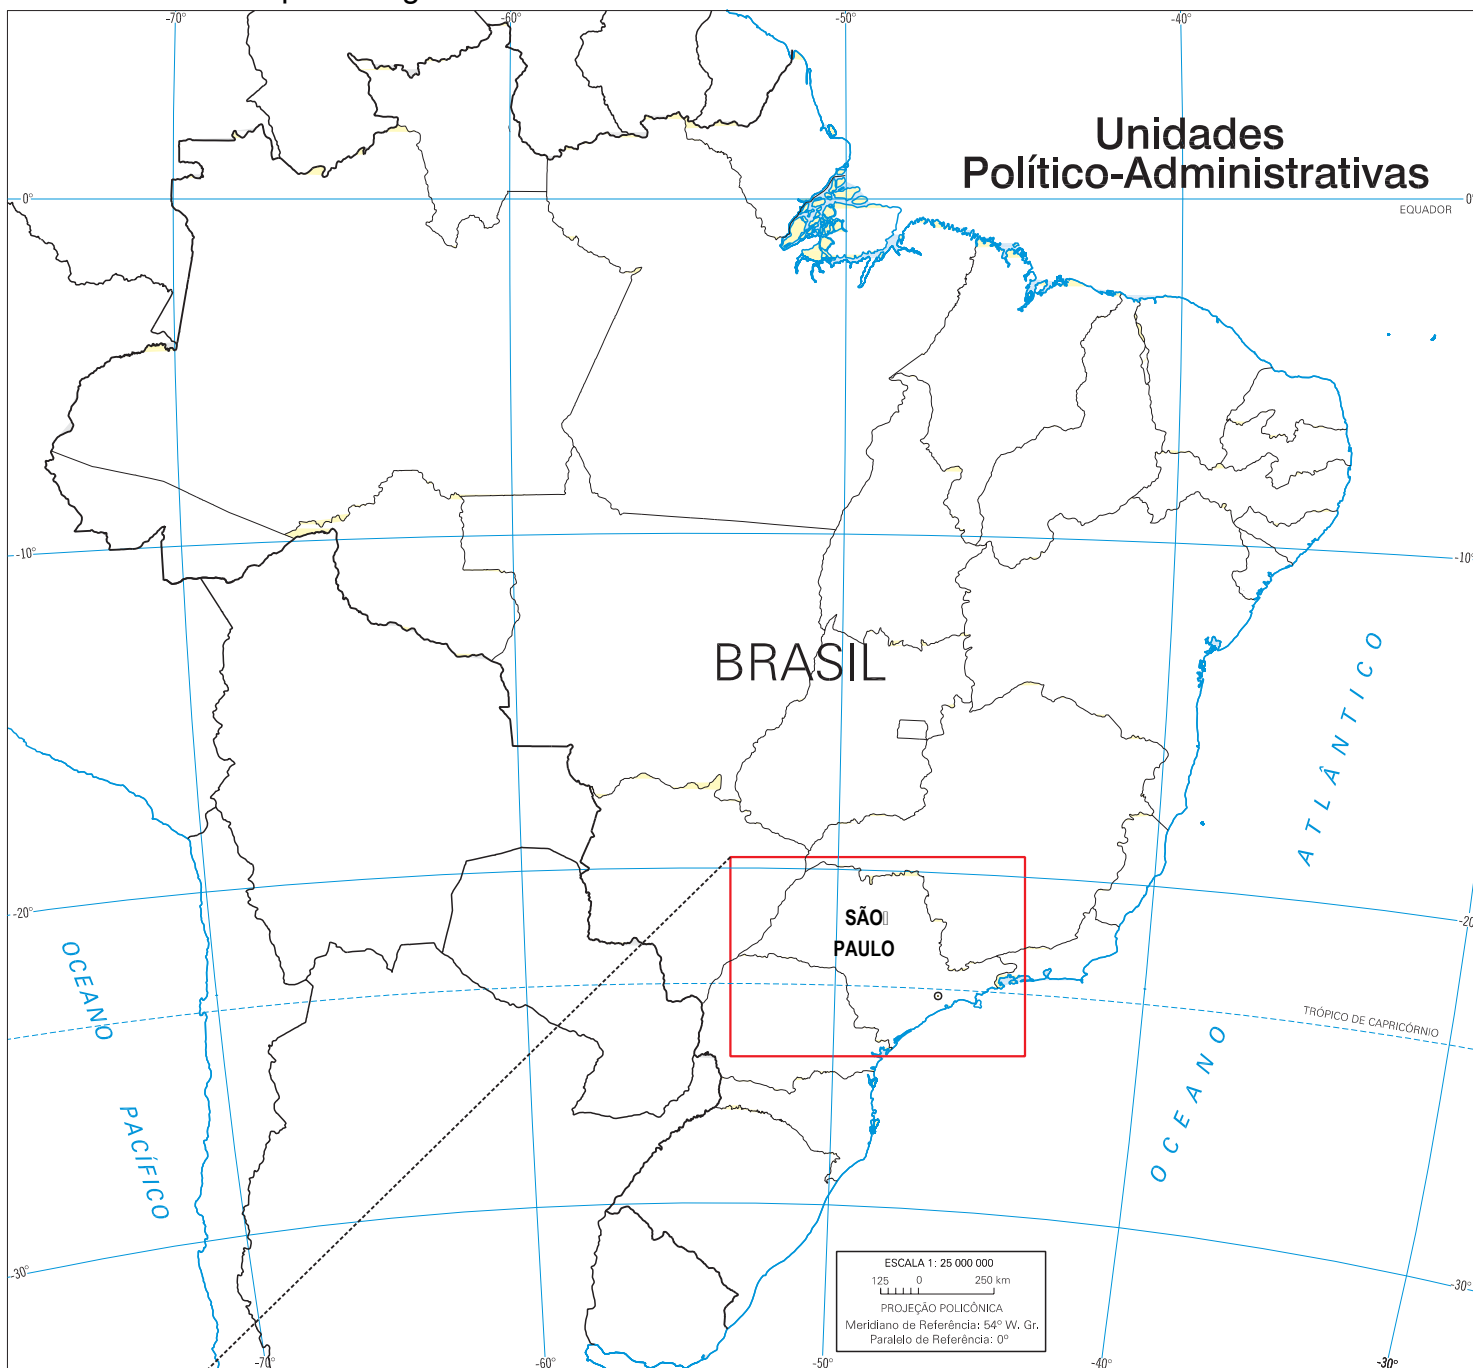 -70°
-60°
-50°
-40°
Unidades
Político-Administrativas
0°
0°
EQUADOR
-10°
-10°
BRASIL
ATLÂNTICO
SÃO
PAULO
-20°
-20
OCEANO
TRÓPICO DE CAPRICÓRNIO
OCEANO
PACÍFICO
ESCALA 1: 25 000 000
125 0 250 km
PROJEÇÃO POLICÔNICA
Meridiano de Referência: 54° W. Gr.
Paralelo de Referência: 0°
-30°
-30°
-70°
-60°
-50°
-40°
-30°